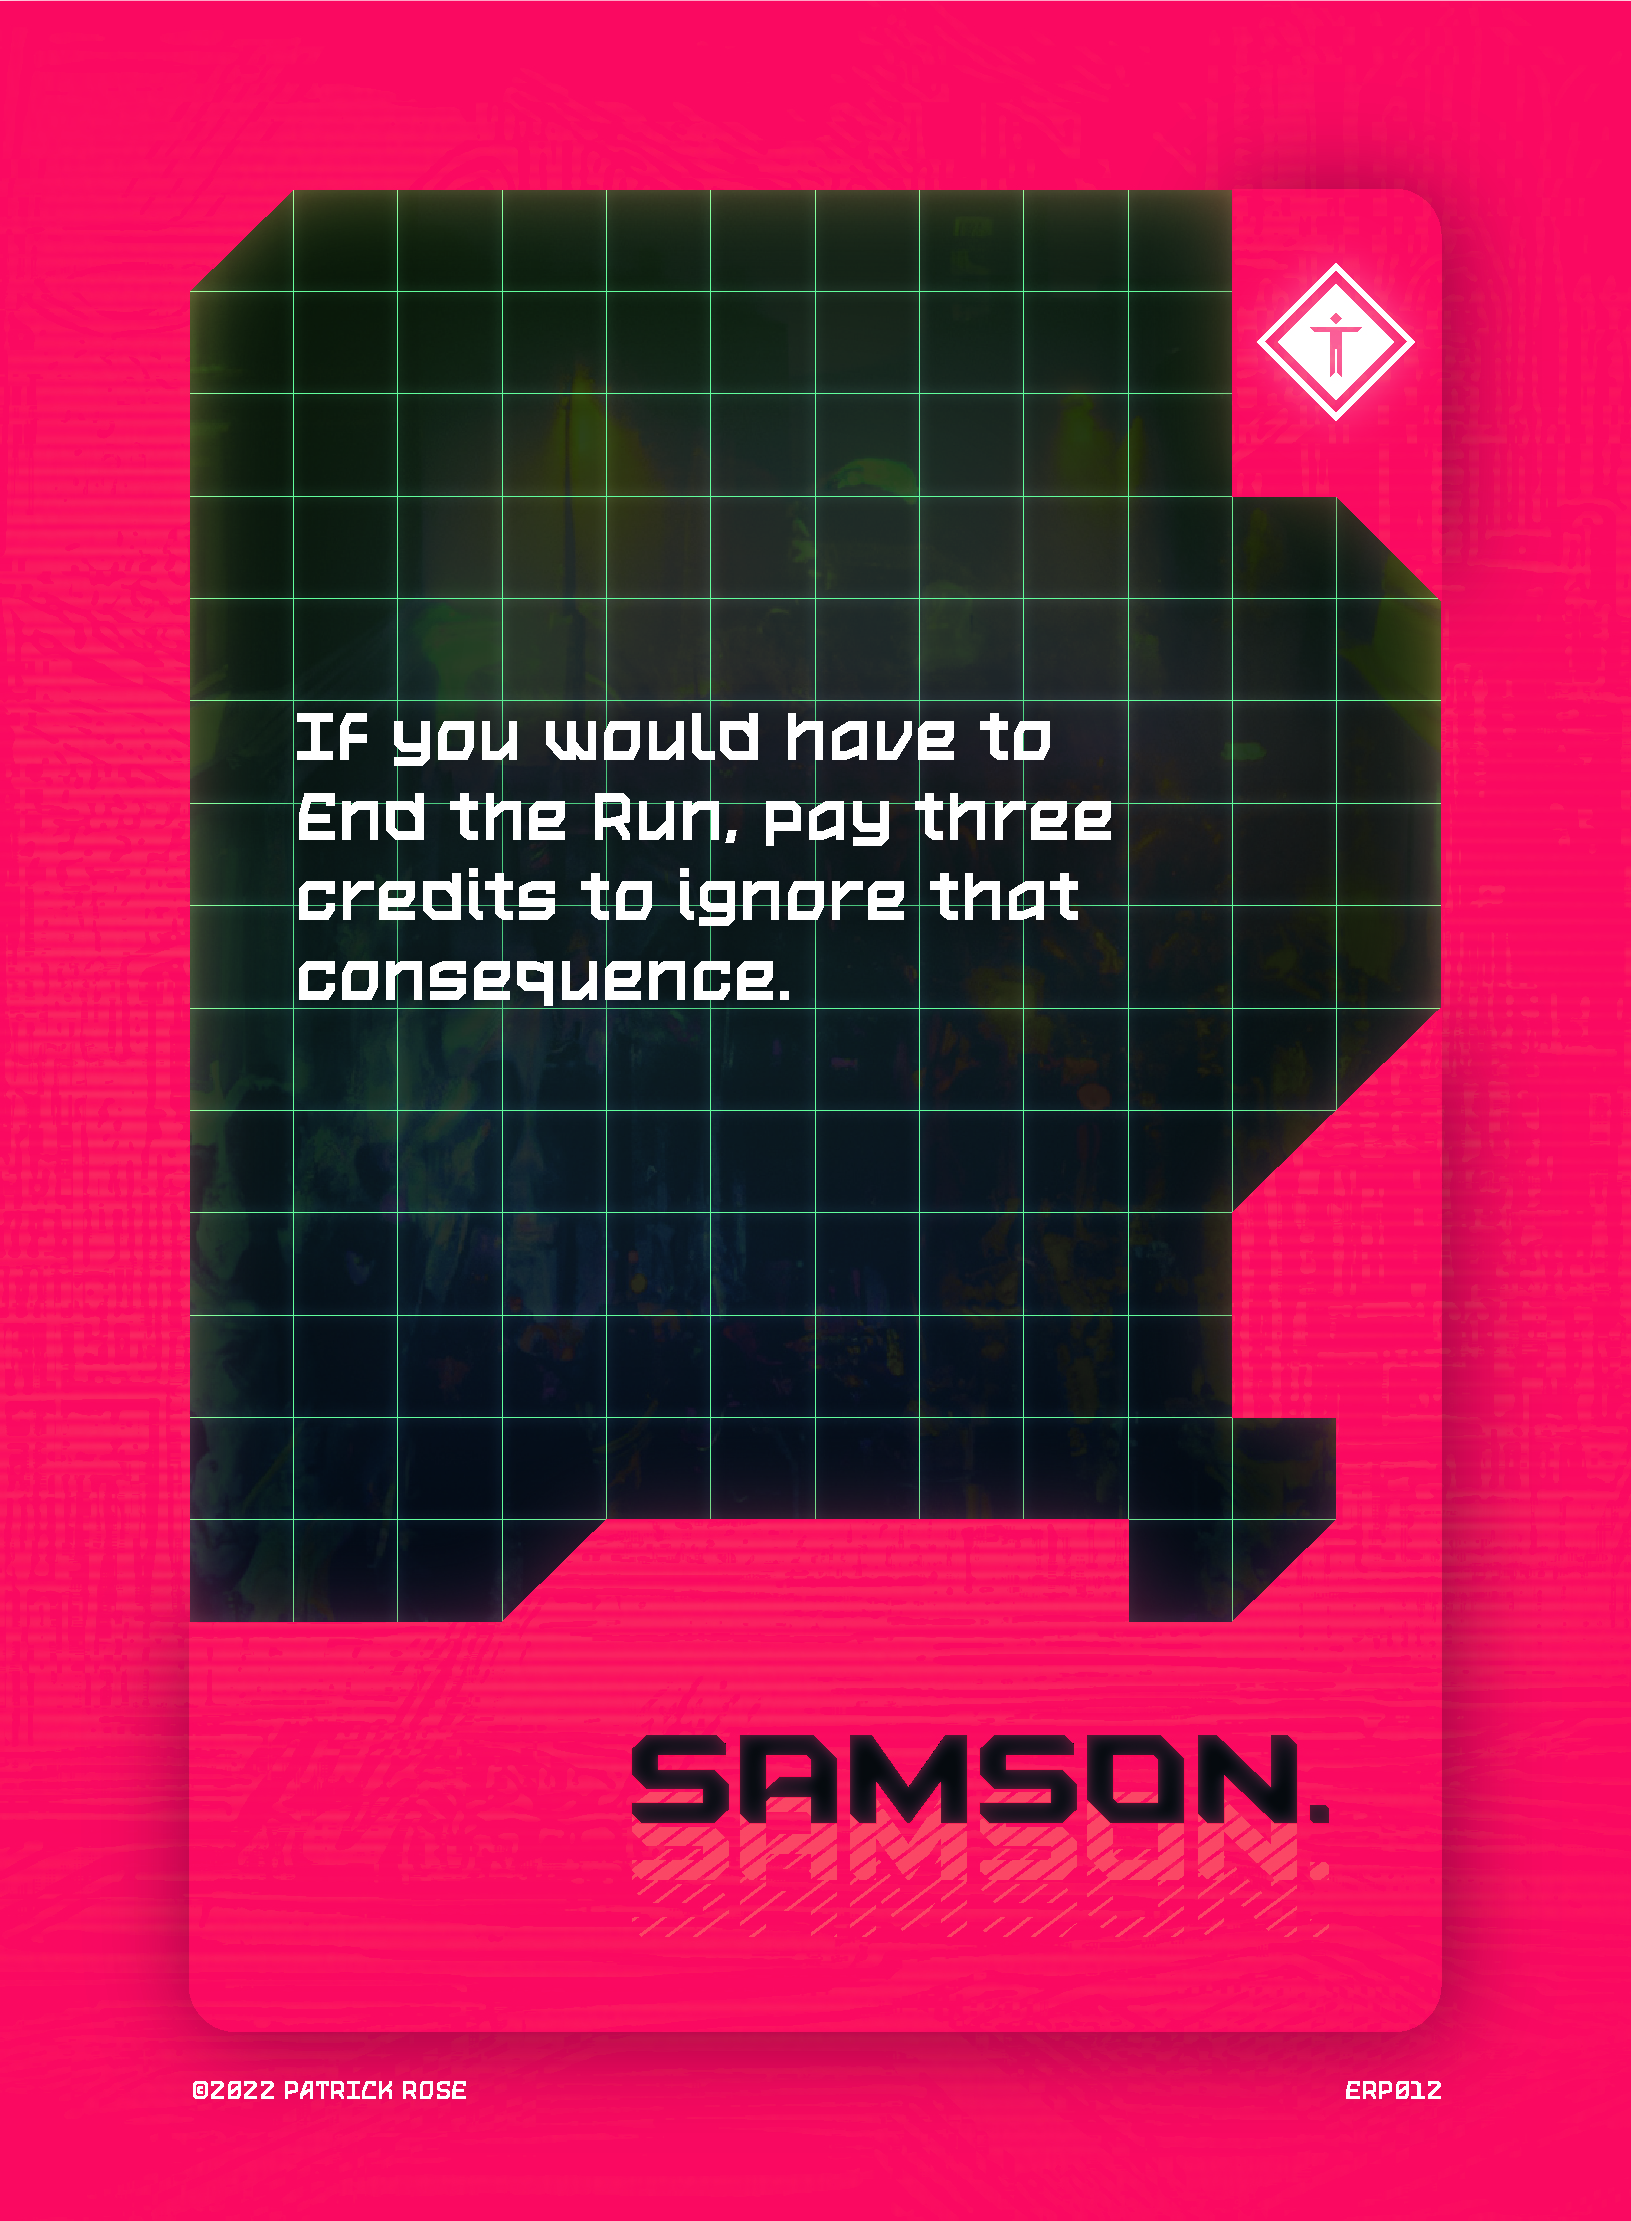 If you would have to
End the Run, pay three
credits to ignore that
consequence.
SAMSON.
©2022 PATRICK ROSE
ERP012